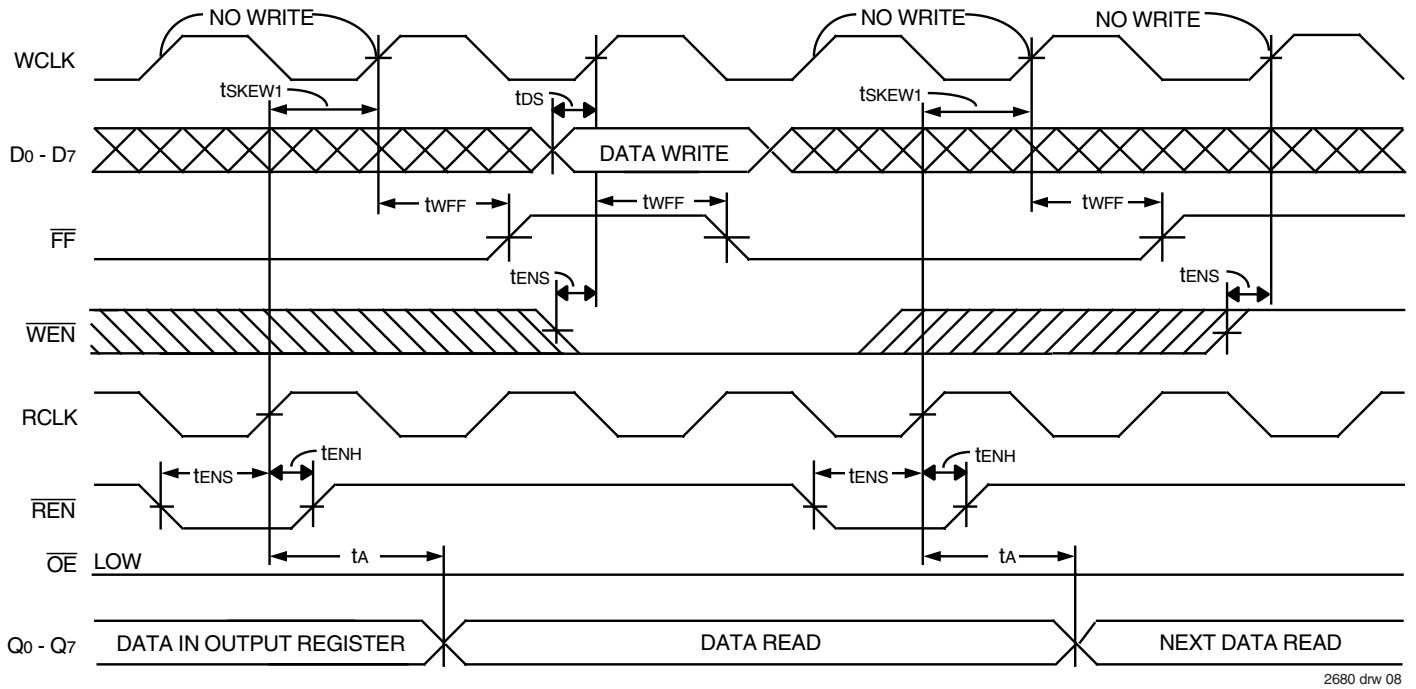 NO WRITE NO WRITE NO WRITE
WCLK
tSKEW1 tDS tSKEW1
D0 - D7 DATA WRITE
tWFF tWFF tWFF
FF
tENS tENS
WEN
RCLK
tENS tENH tENS tENH
REN
OE LOW tA tA
Q0 - Q7 DATA IN OUTPUT REGISTER DATA READ NEXT DATA READ
2680 drw 08